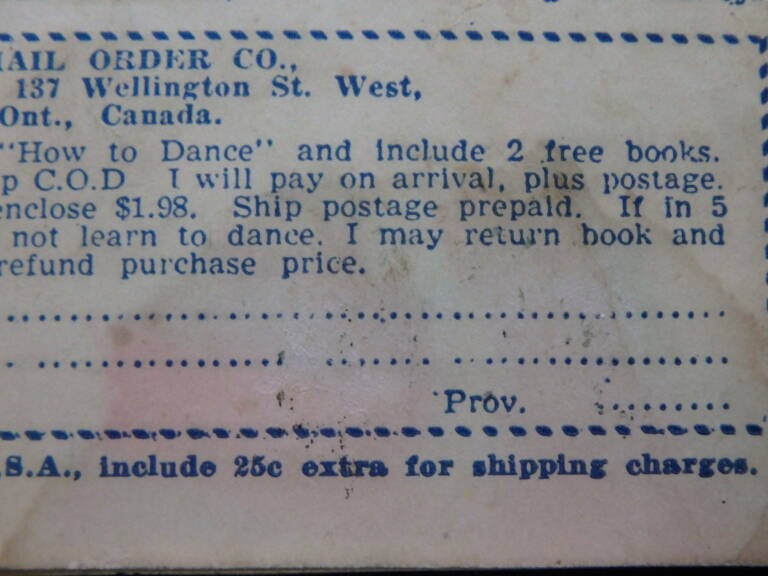 MAIL ORDER CO.,
137 Wellington St. West,
Ont., Canada.
"How to Dance" and include 2 free books.
p C.O.D I will pay on arrival, plus postage.
enclose $1.98. Ship postage prepaid. If in 5
not learn to dance. I may return book and
refund purchase price.
Prov.
.S.A., include 25c extra for shipping charges.